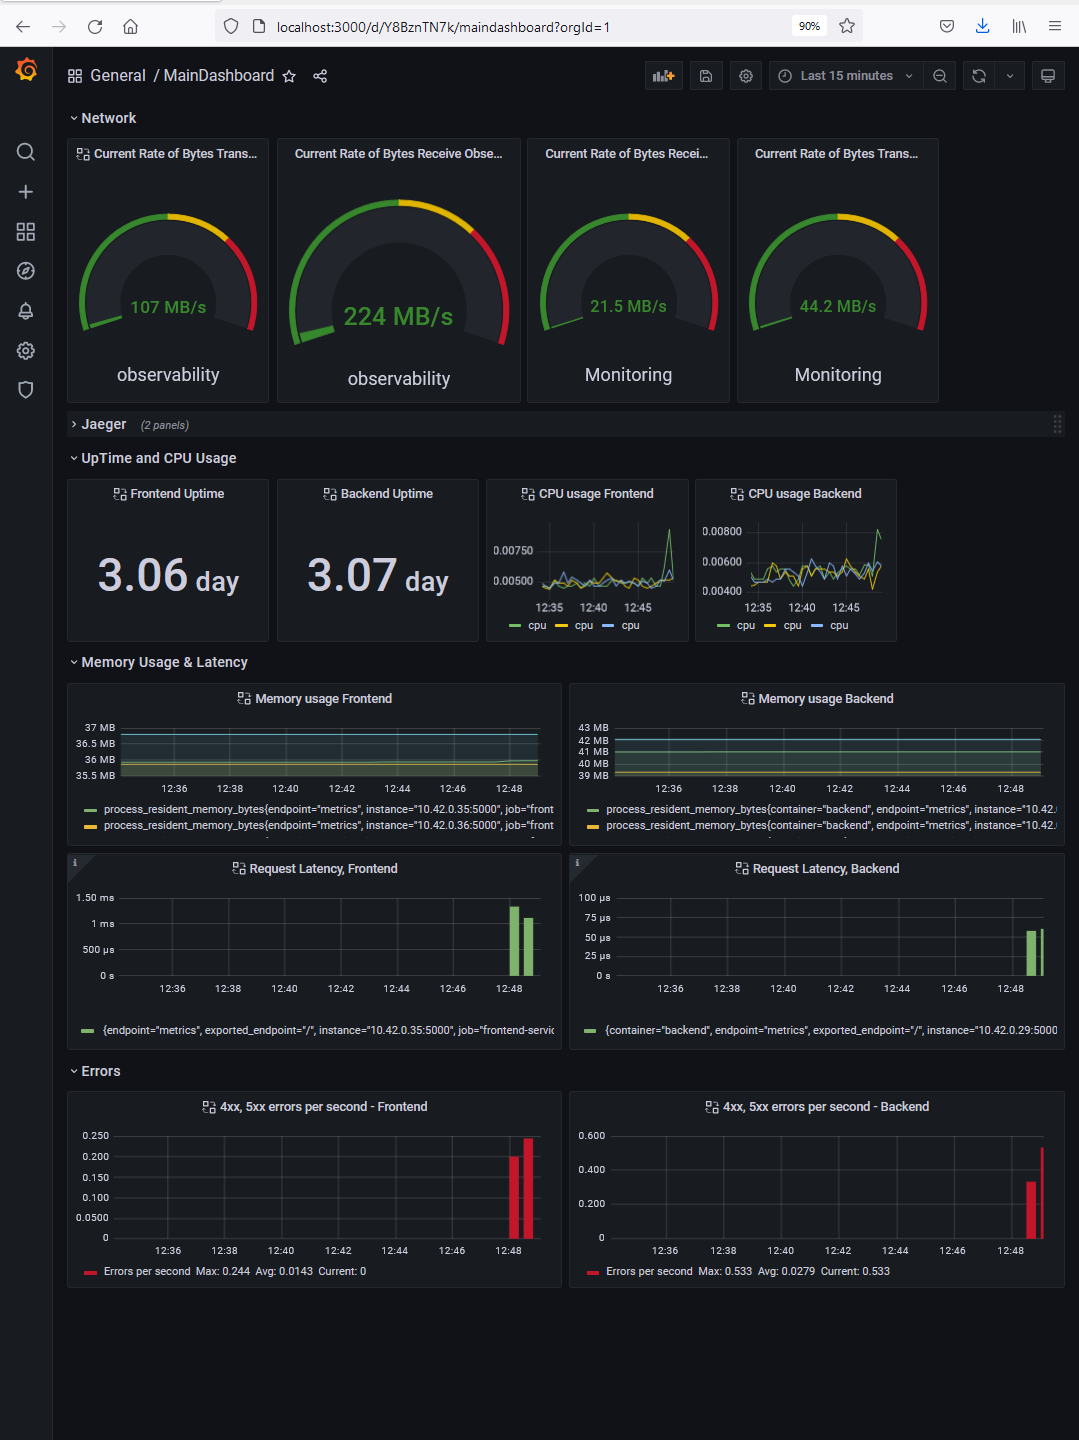 localhost:3000/d/Y8BznTN7k/maindashboard?orgId=1
90%
General / MainDashboard
Last 15 minutes
Network
Current Rate of Bytes Trans...
Current Rate of Bytes Receive Obse...
Current Rate of Bytes Recei...
Current Rate of Bytes Trans...
107 MB/s
224 MB/s
21.5 MB/s
44.2 MB/s
observability
observability
Monitoring
Monitoring
Jaeger (2 panels)
UpTime and CPU Usage
Frontend Uptime
3.06 day
Backend Uptime
3.07 day
CPU usage Frontend
0.00750
0.00500
12:35 12:40 12:45
cpu cpu cpu
CPU usage Backend
0.00800
0.00600
0.00400
12:35 12:40 12:45
cpu cpu cpu
Memory Usage & Latency
Memory usage Frontend
37 MB
36.5 MB
36 MB
35.5 MB
12:36 12:38 12:40 12:42 12:44 12:46 12:48
process_resident_memory_bytes{endpoint="metrics", instance="10.42.0.35:5000", job="front
process_resident_memory_bytes{endpoint="metrics", instance="10.42.0.36:5000", job="front
Memory usage Backend
43 MB
42 MB
41 MB
40 MB
39 MB
12:36 12:38 12:40 12:42 12:44 12:46 12:48
process_resident_memory_bytes{container="backend", endpoint="metrics", instance="10.42.
process_resident_memory_bytes{container="backend", endpoint="metrics", instance="10.42.
i
Request Latency, Frontend
1.50 ms
1 ms
500 µs
0 s
12:36 12:38 12:40 12:42 12:44 12:46 12:48
{endpoint="metrics", exported_endpoint="/", instance="10.42.0.35:5000", job="frontend-servic
i
Request Latency, Backend
100 µs
75 µs
50 µs
25 µs
0 s
12:36 12:38 12:40 12:42 12:44 12:46 12:48
{container="backend", endpoint="metrics", exported_endpoint="/", instance="10.42.0.29:5000
Errors
4xx, 5xx errors per second - Frontend
0.250
0.200
0.150
0.100
0.0500
0
12:36 12:38 12:40 12:42 12:44 12:46 12:48
Errors per second Max: 0.244 Avg: 0.0143 Current: 0
4xx, 5xx errors per second - Backend
0.600
0.400
0.200
0
12:36 12:38 12:40 12:42 12:44 12:46 12:48
Errors per second Max: 0.533 Avg: 0.0279 Current: 0.533